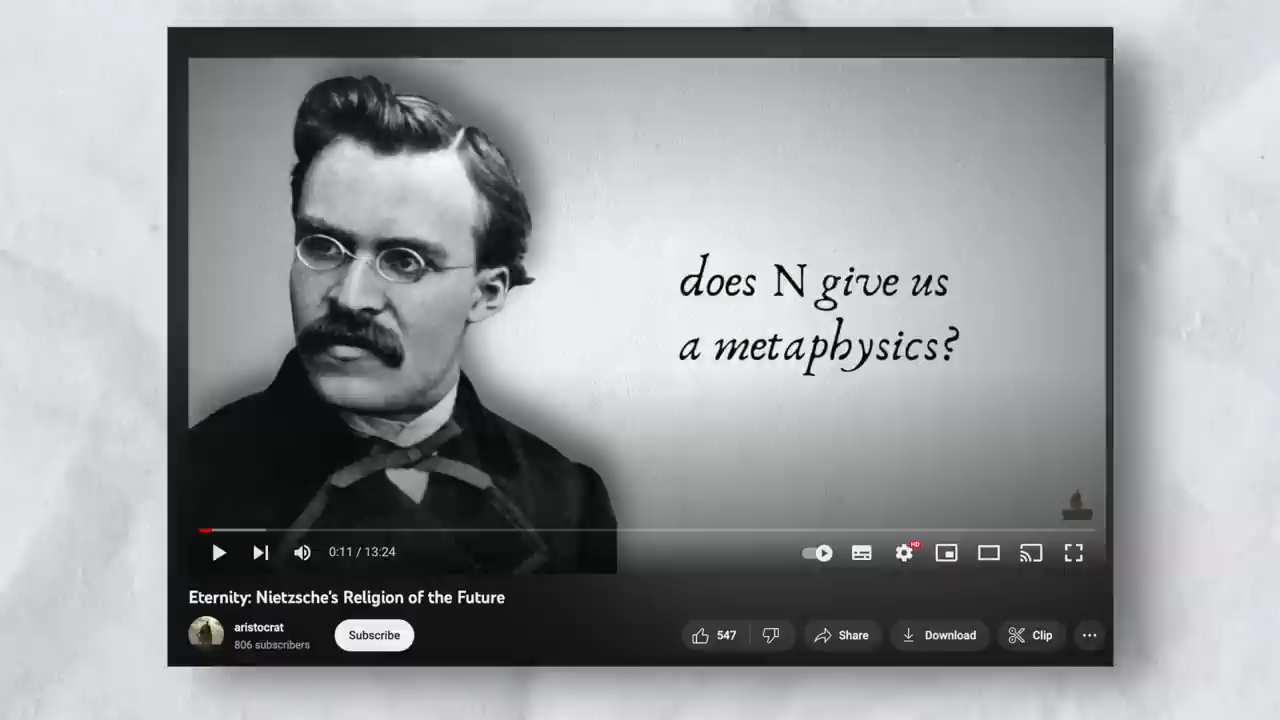 does N give us
a metaphysics?
0:11 / 13:24
HD
Eternity: Nietzsche's Religion of the Future
aristocrat
806 subscribers
Subscribe
547
Share
Download
Clip